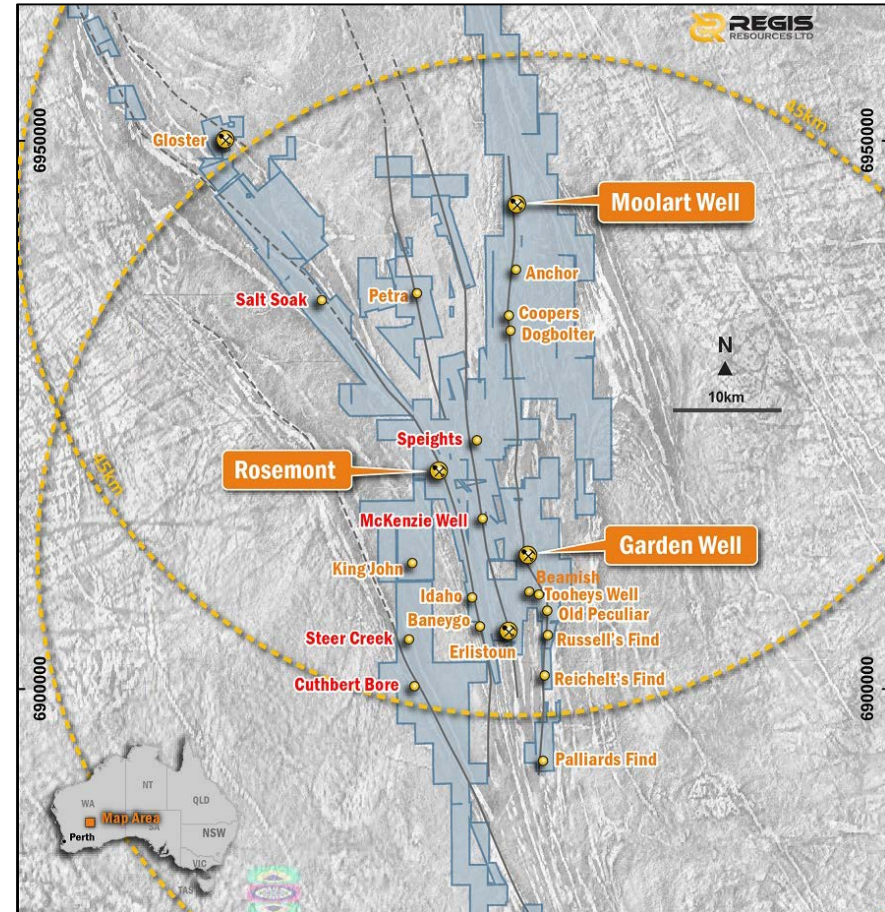 REGIS
RESOURCES LTD
45km
6950000
6950000
Gloster
Moolart Well
Anchor
Salt Soak
Petra
Coopers
Dogbolter
N
10km
Speights
Rosemont
45km
McKenzie Well
Garden Well
King John
Beamish
Idaho
Tooheys Well
Old Peculiar
Baneygo
Steer Creek
Erlistoun
Russell's Find
Cuthbert Bore
Reichelt's Find
6900000
6900000
Palliards Find
NT
QLD
WA
Map Area
SA
Perth
NSW
VIC
TAS